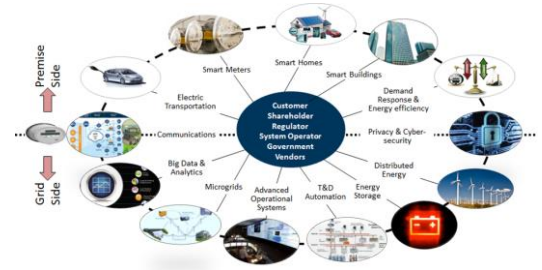 Premise
Side
Grid
Side
Smart Meters
Smart Homes
Smart Buildings
Electric
Transportation
Demand
Response &
Energy efficiency
Communications
Customer
Shareholder
Regulator
System Operator
Government
Vendors
Privacy & Cyber-
security
Big Data &
Analytics
Distributed
Energy
Microgrids
Advanced
Operational
Systems
T&D
Automation
Energy
Storage